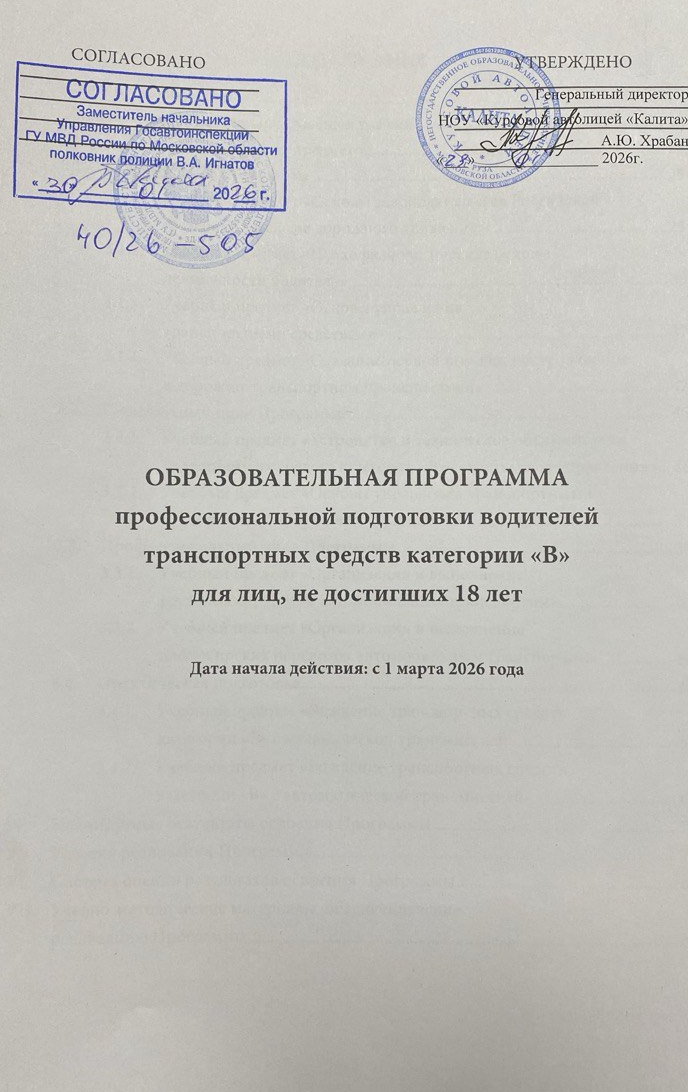 СОГЛАСОВАНО
СОГЛАСОВАНО
Заместитель начальника
Управления Госавтоинспекции
ГУ МВД России по Московской области
полковник полиции В.А. Игнатов
«30» 01 2026 г.
40/26 – 505
УТВЕРЖДЕНО
Генеральный директор
НОУ «Курсовой автолицей «Калита»
А.Ю. Храбан
2026г.
ОБРАЗОВАТЕЛЬНАЯ ПРОГРАММА
профессиональной подготовки водителей
транспортных средств категории «В»
для лиц, не достигших 18 лет
Дата начала действия: с 1 марта 2026 года